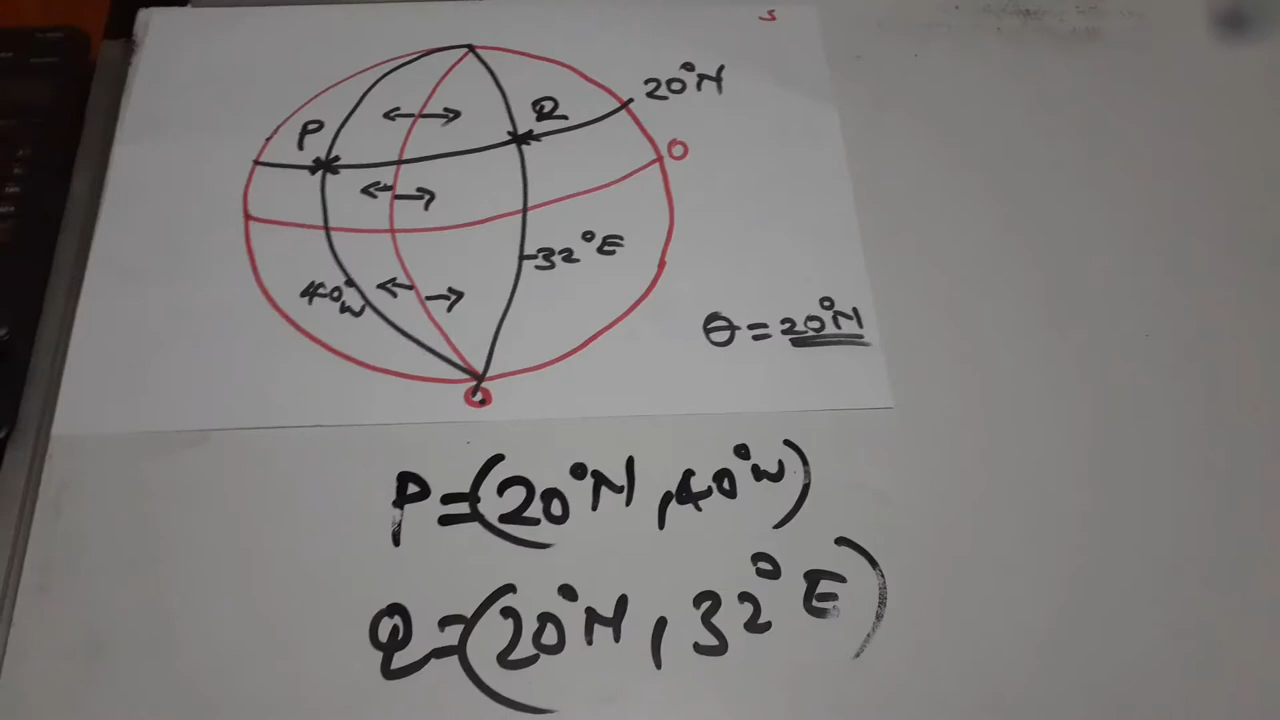 s
20°N
P
Q
O
32°E
40°W
θ = 20°N
O
P=(20°N, 40°W)
Q=(20°N, 32°E)